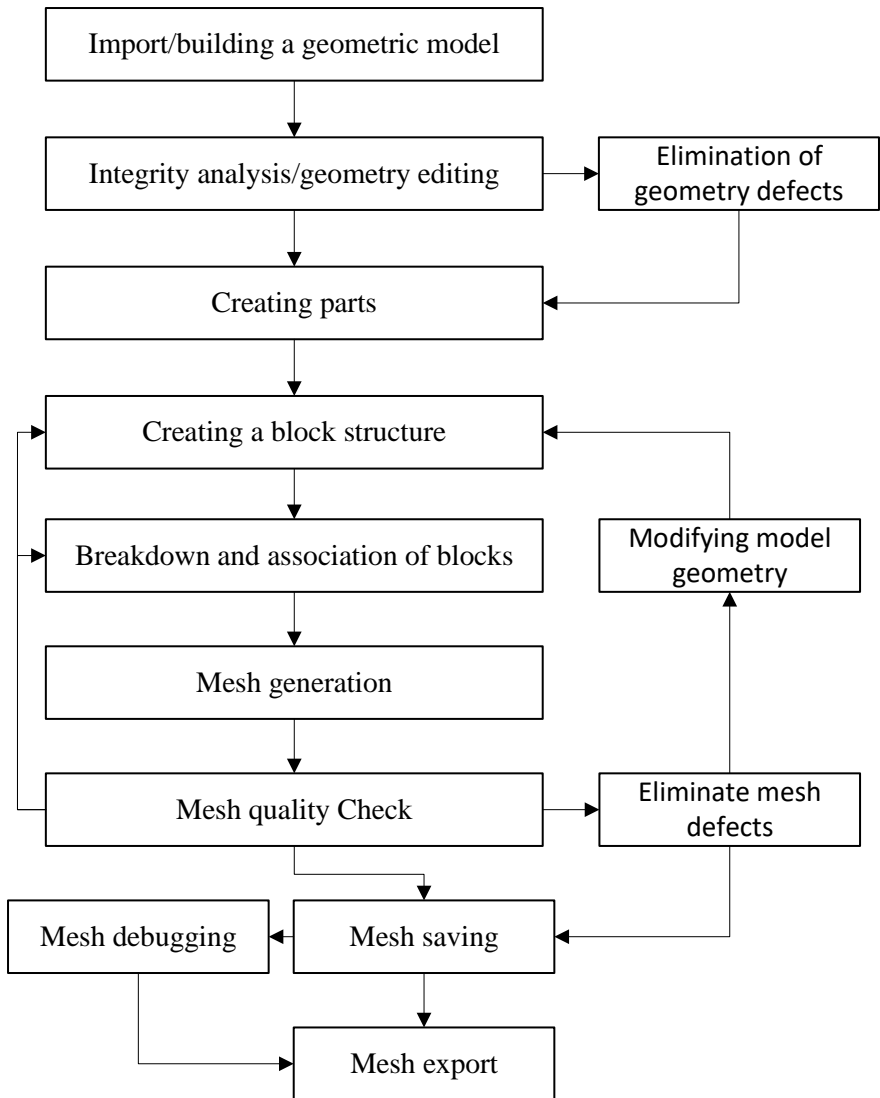 Import/building a geometric model
Integrity analysis/geometry editing
Elimination of
geometry defects
Creating parts
Creating a block structure
Breakdown and association of blocks
Modifying model
geometry
Mesh generation
Mesh quality Check
Eliminate mesh
defects
Mesh debugging
Mesh saving
Mesh export